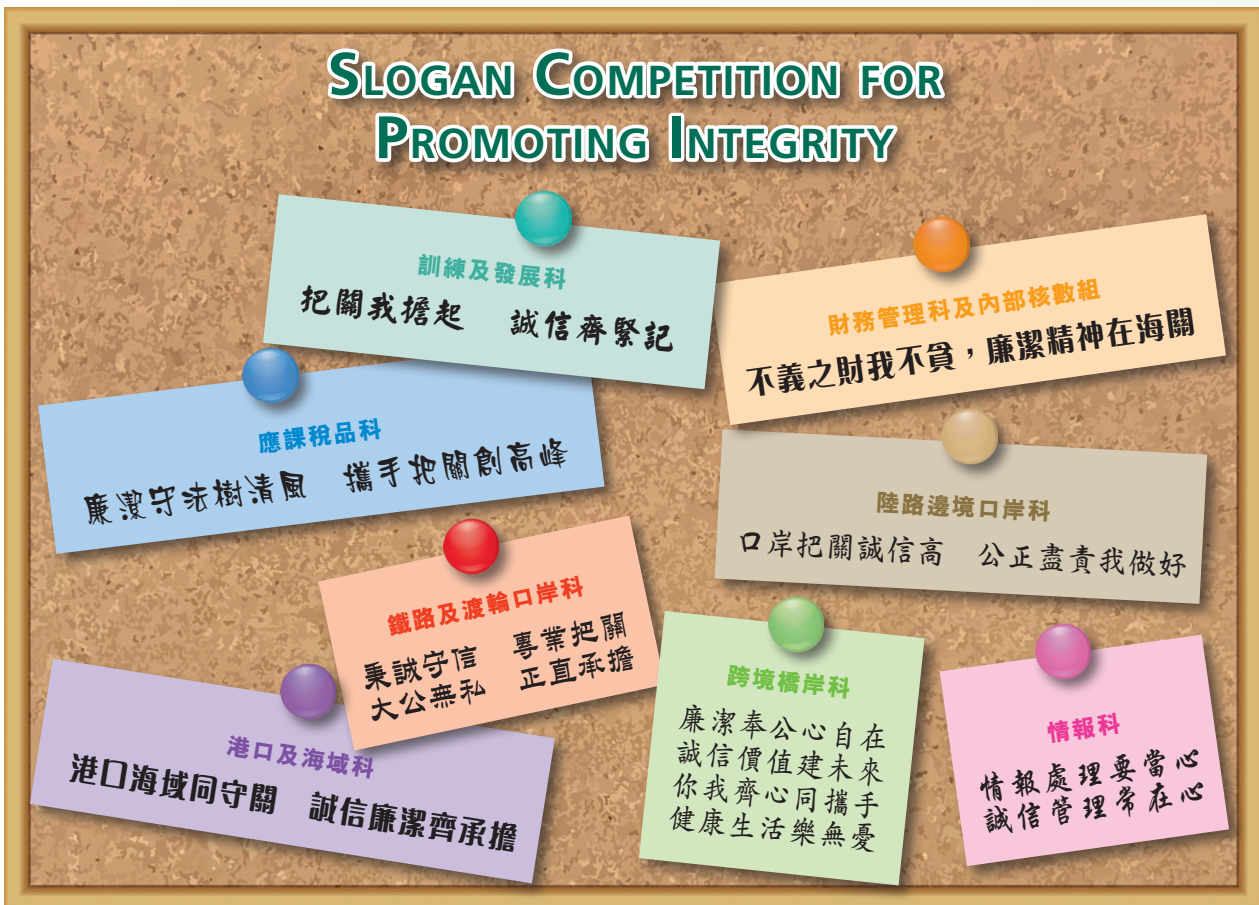 SLOGAN COMPETITION FOR
PROMOTING INTEGRITY
訓練及發展科
把關我擔起　誠信齊緊記
財務管理科及內部核數組
不義之財我不貪，廉潔精神在海關
應課稅品科
廉潔守法樹清風　攜手把關創高峰
陸路邊境口岸科
口岸把關誠信高　公正盡責我做好
鐵路及渡輪口岸科
秉誠守信　專業把關
大公無私　正直承擔
港口及海域科
港口海域同守關　誠信廉潔齊承擔
跨境橋岸科
廉潔奉公心自在
誠信價值建未來
你我齊心同攜手
健康生活樂無憂
情報科
情報處理要當心
誠信管理常在心